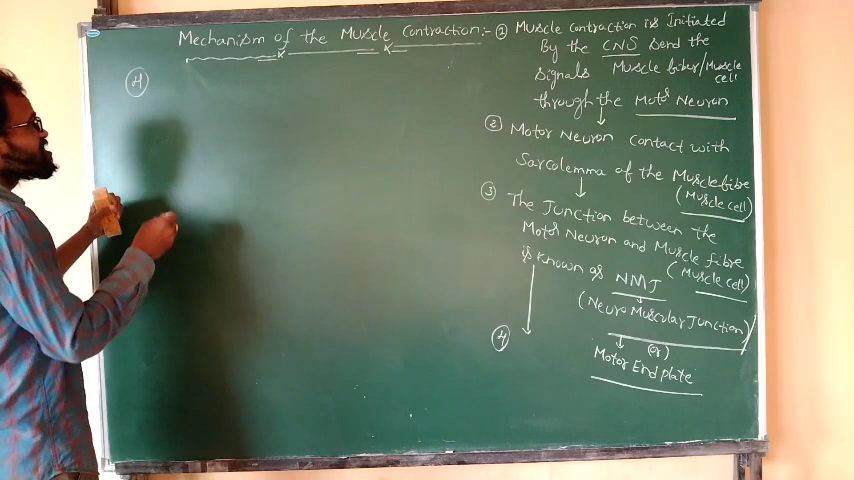 Mechanism of the Muscle Contraction:-
④
② Muscle contraction is Initiated
By the CNS send the
signals Muscle fiber/Muscle
cell
through the Motor Neuron
② Motor Neuron contact with
Sarcolemma of the Muscle fibre
(Muscle cell)
③ The Junction between the
Motor Neuron and Muscle fibre
(Muscle cell)
is known as NMJ
(Neuro Muscular Junction)
(or)
Motor End plate
④